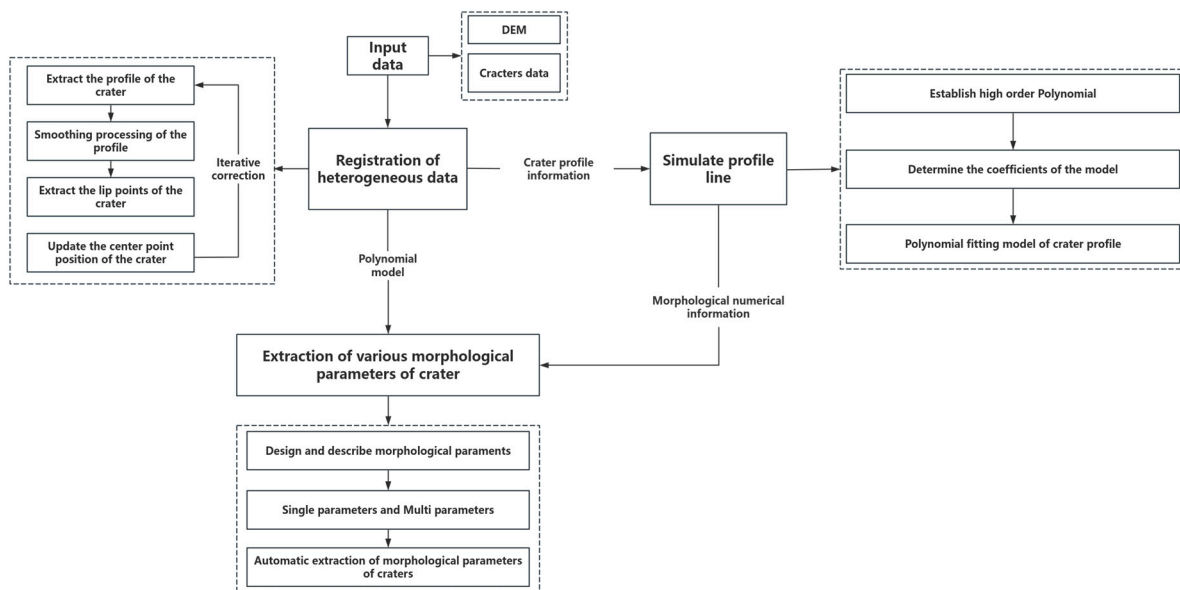 Input
data
DEM
Cracters data
Extract the profile of the
crater
Smoothing processing of the
profile
Extract the lip points of the
crater
Update the center point
position of the crater
Iterative
correction
Registration of
heterogeneous data
Crater profile
information
Simulate profile
line
Establish high order Polynomial
Determine the coefficients of the model
Polynomial fitting model of crater profile
Polynomial
model
Morphological numerical
information
Extraction of various morphological
parameters of crater
Design and describe morphological paraments
Single parameters and Multi parameters
Automatic extraction of morphological parameters
of craters